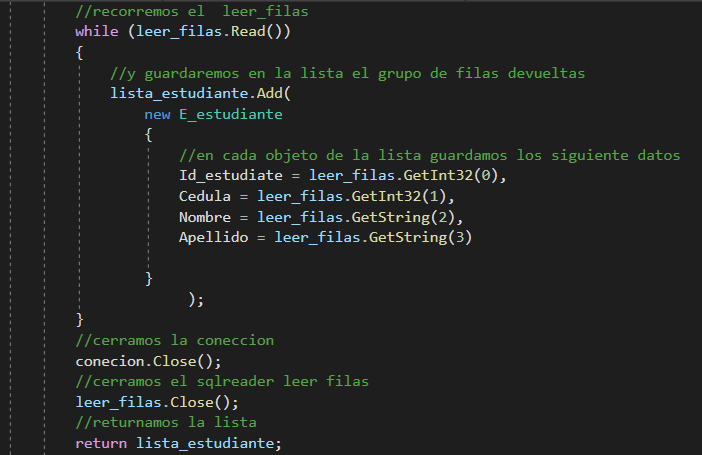 //recorremos el  leer_filas
while (leer_filas.Read())
{
//y guardaremos en la lista el grupo de filas devueltas
lista_estudiante.Add(
new E_estudiante
{
//en cada objeto de la lista guardamos los siguiente datos
Id_estudiate = leer_filas.GetInt32(0),
Cedula = leer_filas.GetInt32(1),
Nombre = leer_filas.GetString(2),
Apellido = leer_filas.GetString(3)
}
);
}
//cerramos la coneccion
conecion.Close();
//cerramos el sqlreader leer filas
leer_filas.Close();
//returnamos la lista
return lista_estudiante;